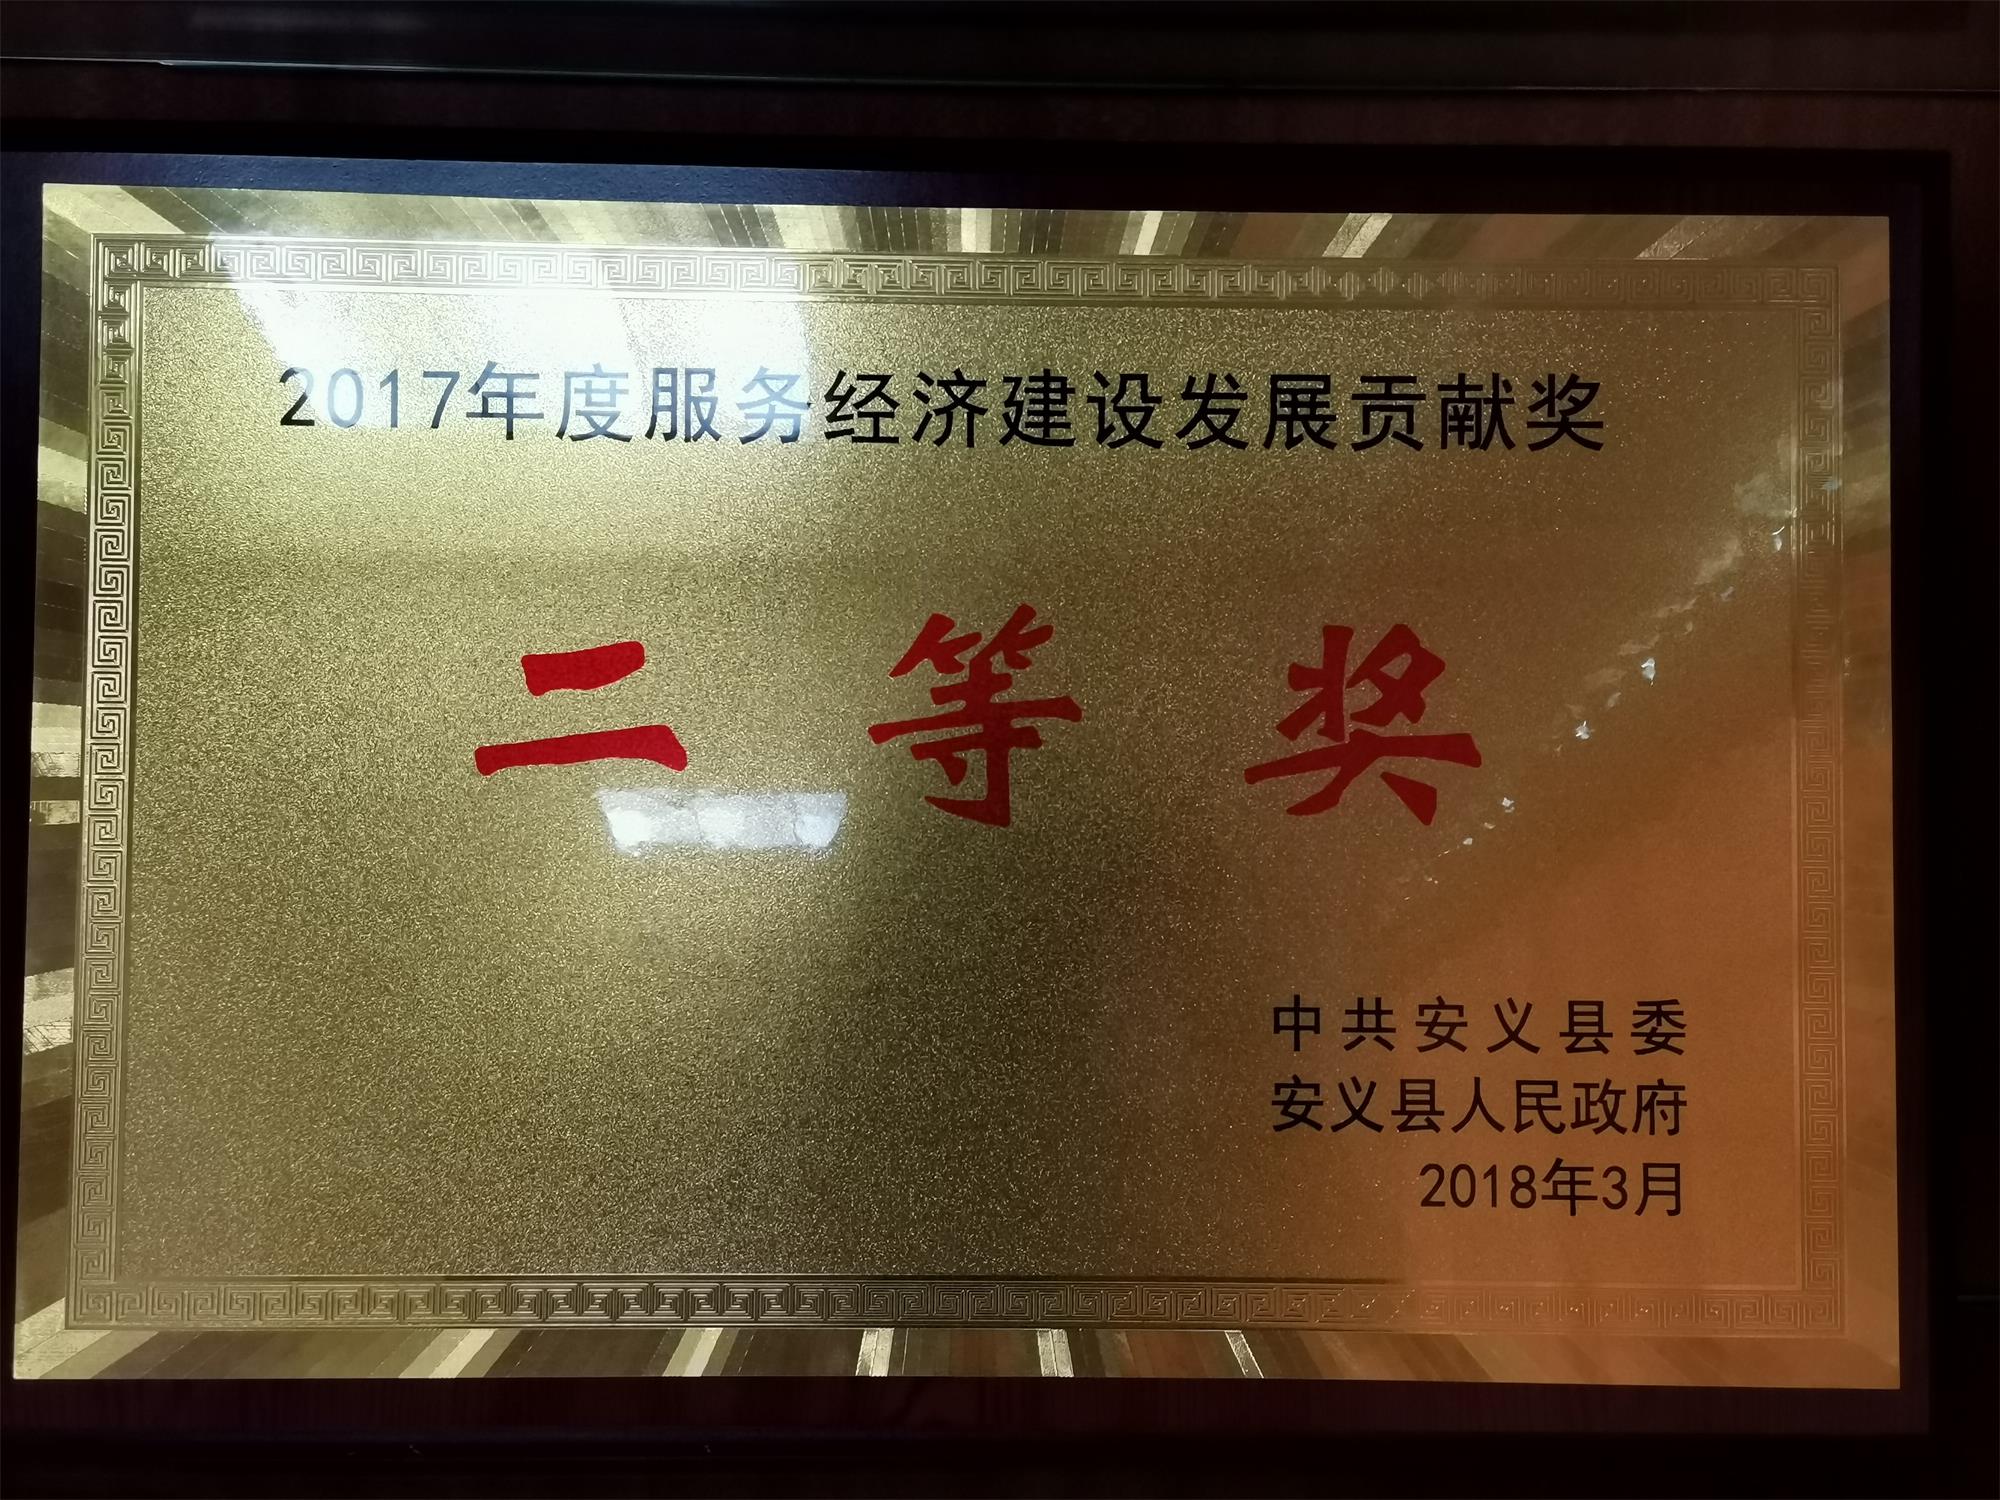 2017年度服务经济建设发展贡献奖
二等奖
中共安义县委
安义县人民政府
2018年3月